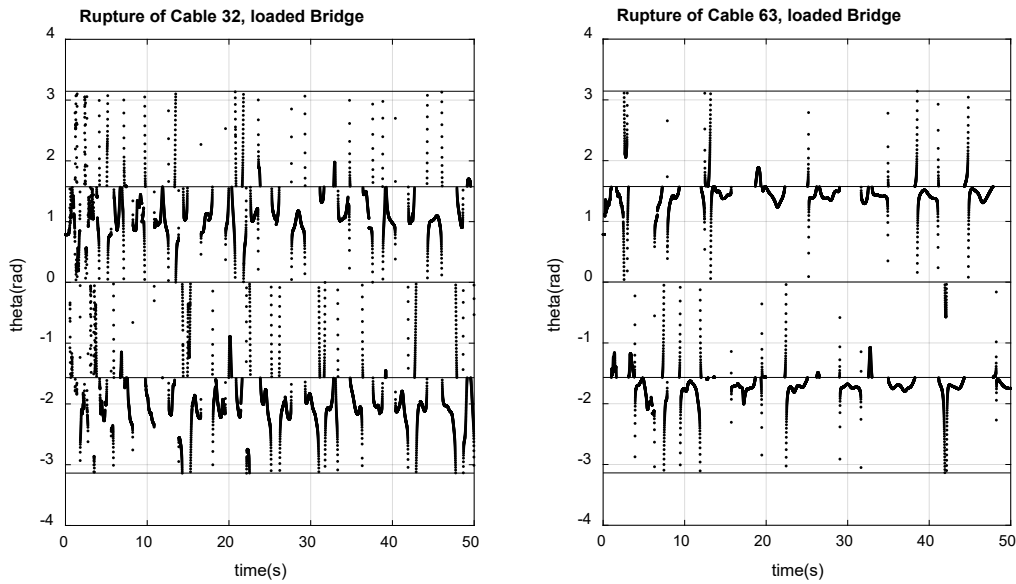 Rupture of Cable 32, loaded Bridge
4
3
2
1
0
-1
-2
-3
-4
theta(rad)
0 10 20 30 40 50
time(s)
Rupture of Cable 63, loaded Bridge
4
3
2
1
0
-1
-2
-3
-4
theta(rad)
0 10 20 30 40 50
time(s)